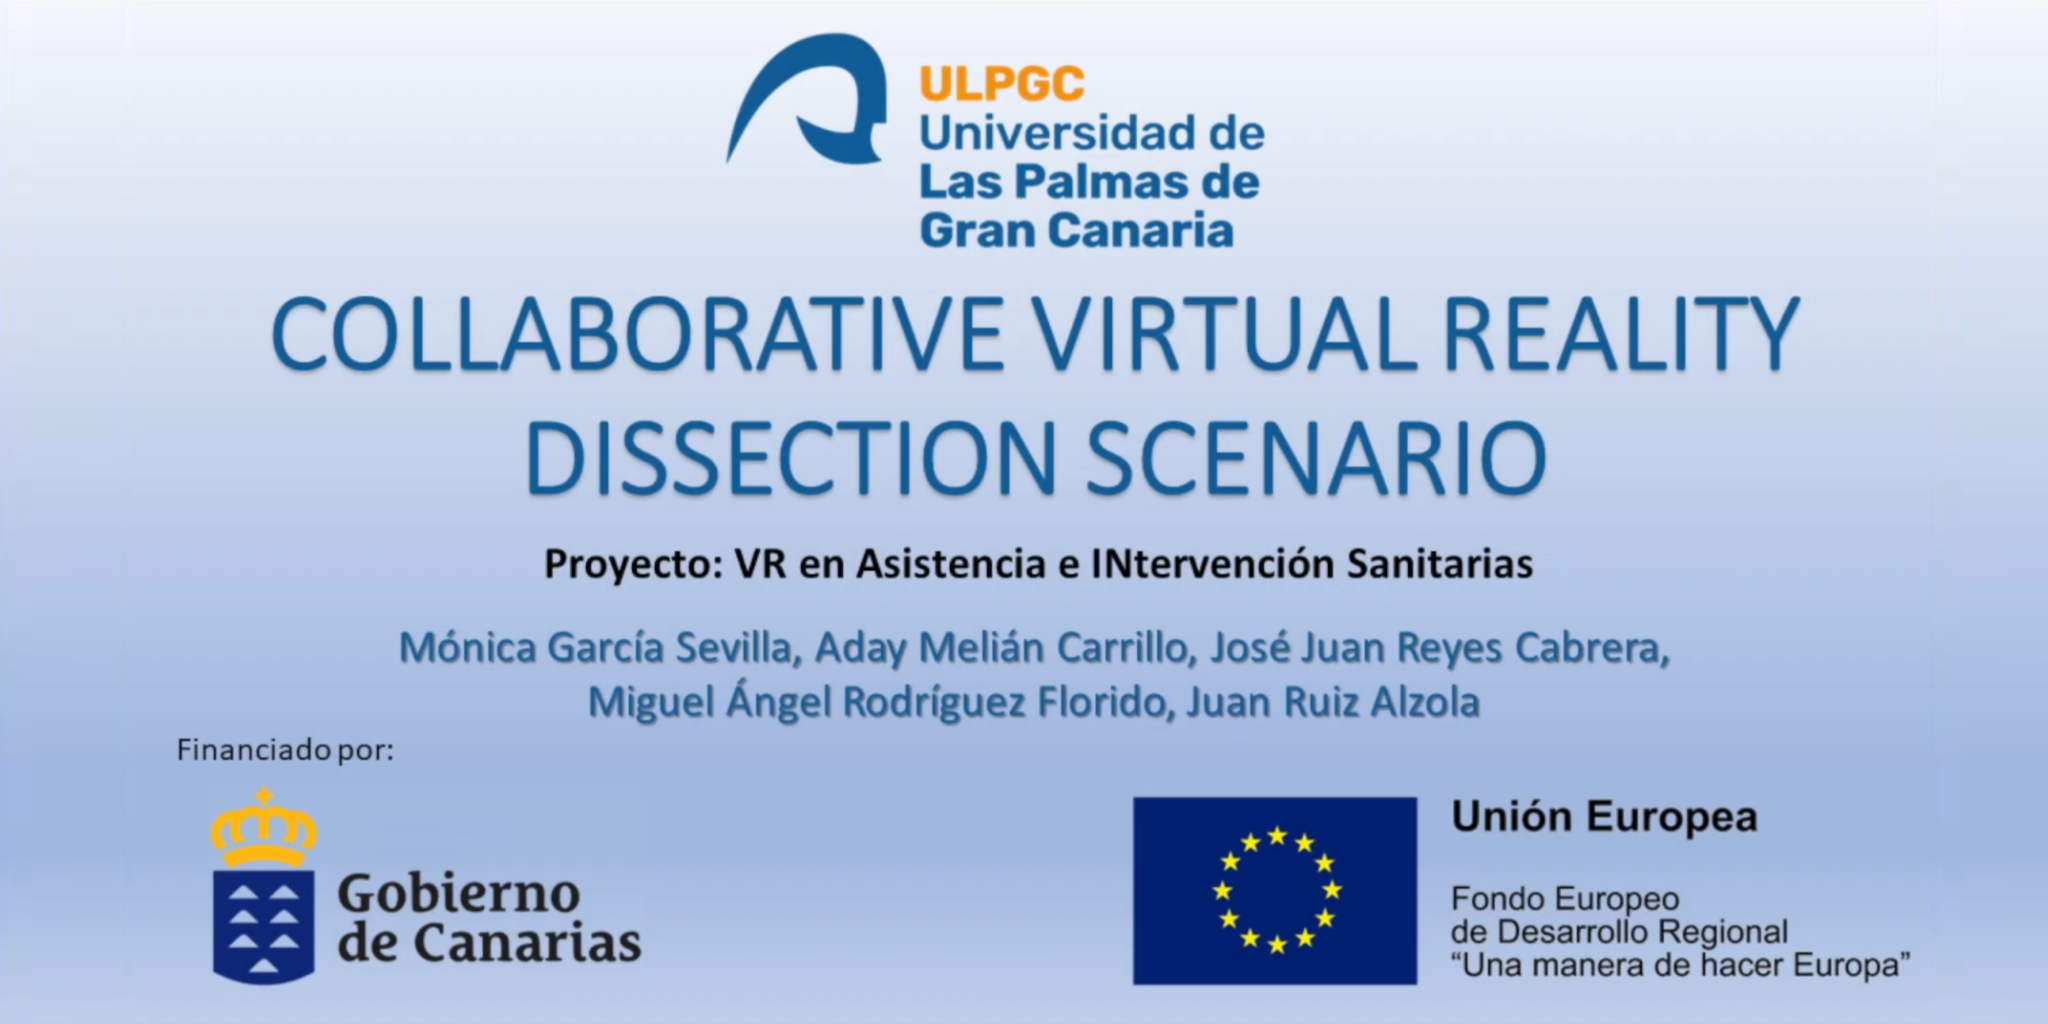 ULPGC
Universidad de
Las Palmas de
Gran Canaria
COLLABORATIVE VIRTUAL REALITY
DISSECTION SCENARIO
Proyecto: VR en Asistencia e INtervención Sanitarias
Mónica García Sevilla, Aday Melián Carrillo, José Juan Reyes Cabrera,
Miguel Ángel Rodríguez Florido, Juan Ruiz Alzola
Financiado por:
Gobierno
de Canarias
Unión Europea
Fondo Europeo
de Desarrollo Regional
“Una manera de hacer Europa”